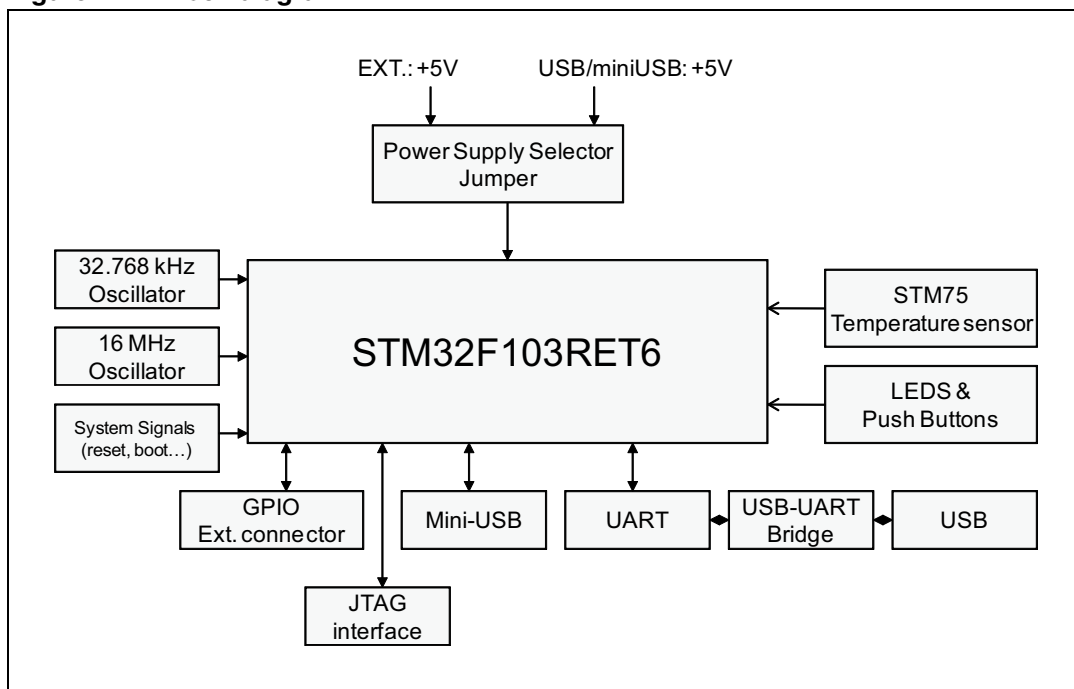 EXT.: +5V
USB/miniUSB: +5V
Power Supply Selector
Jumper
32.768 kHz
Oscillator
16 MHz
Oscillator
System Signals
(reset, boot…)
STM32F103RET6
STM75
Temperature sensor
LEDS &
Push Buttons
GPIO
Ext. connector
Mini-USB
UART
USB-UART
Bridge
USB
JTAG
interface